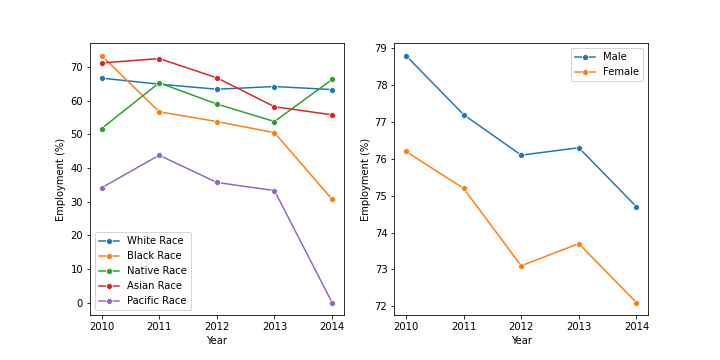 Employment (%)
70
60
50
40
30
20
10
0
White Race
Black Race
Native Race
Asian Race
Pacific Race
2010 2011 2012 2013 2014
Year
Employment (%)
79
78
77
76
75
74
73
72
Male
Female
2010 2011 2012 2013 2014
Year